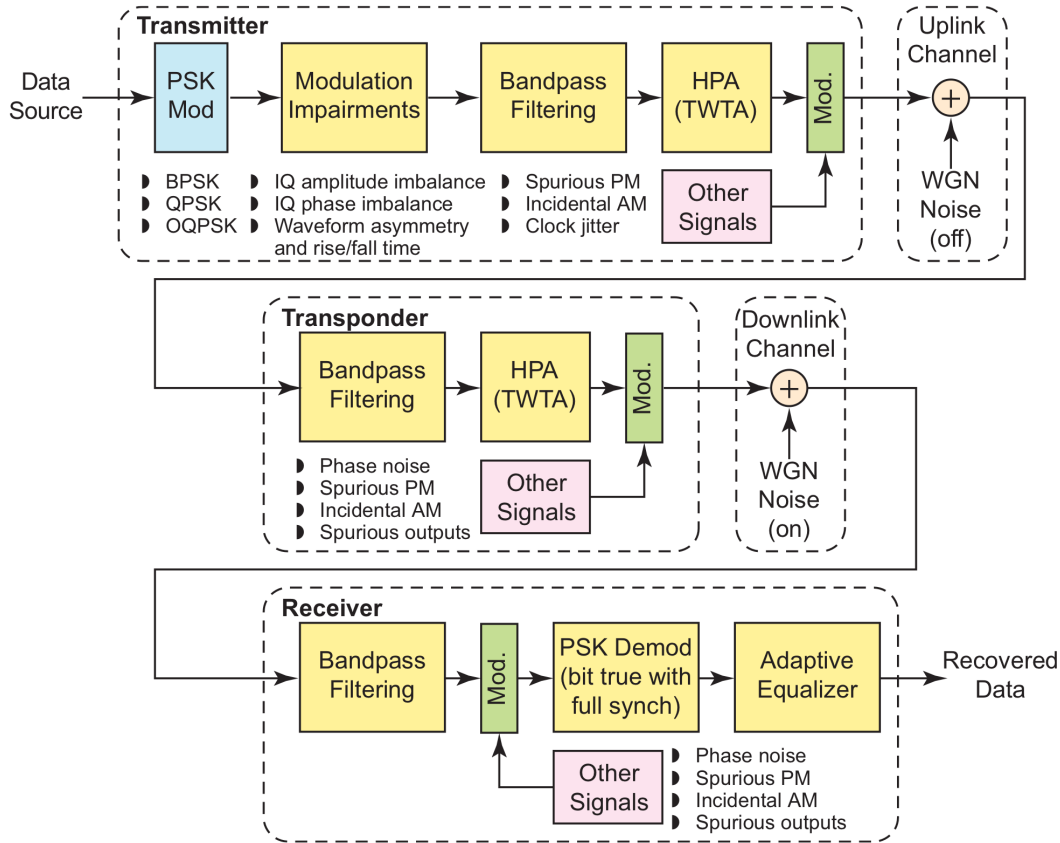 Transmitter
Uplink
Channel
Data
Source
PSK
Mod
Modulation
Impairments
Bandpass
Filtering
HPA
(TWTA)
Mod.
+
BPSK
QPSK
OQPSK
IQ amplitude imbalance
IQ phase imbalance
Waveform asymmetry
and rise/fall time
Spurious PM
Incidental AM
Clock jitter
Other
Signals
WGN
Noise
(off)
Transponder
Downlink
Channel
Bandpass
Filtering
HPA
(TWTA)
Mod.
+
Phase noise
Spurious PM
Incidental AM
Spurious outputs
Other
Signals
WGN
Noise
(on)
Receiver
Bandpass
Filtering
Mod.
PSK Demod
(bit true with
full synch)
Adaptive
Equalizer
Recovered
Data
Other
Signals
Phase noise
Spurious PM
Incidental AM
Spurious outputs